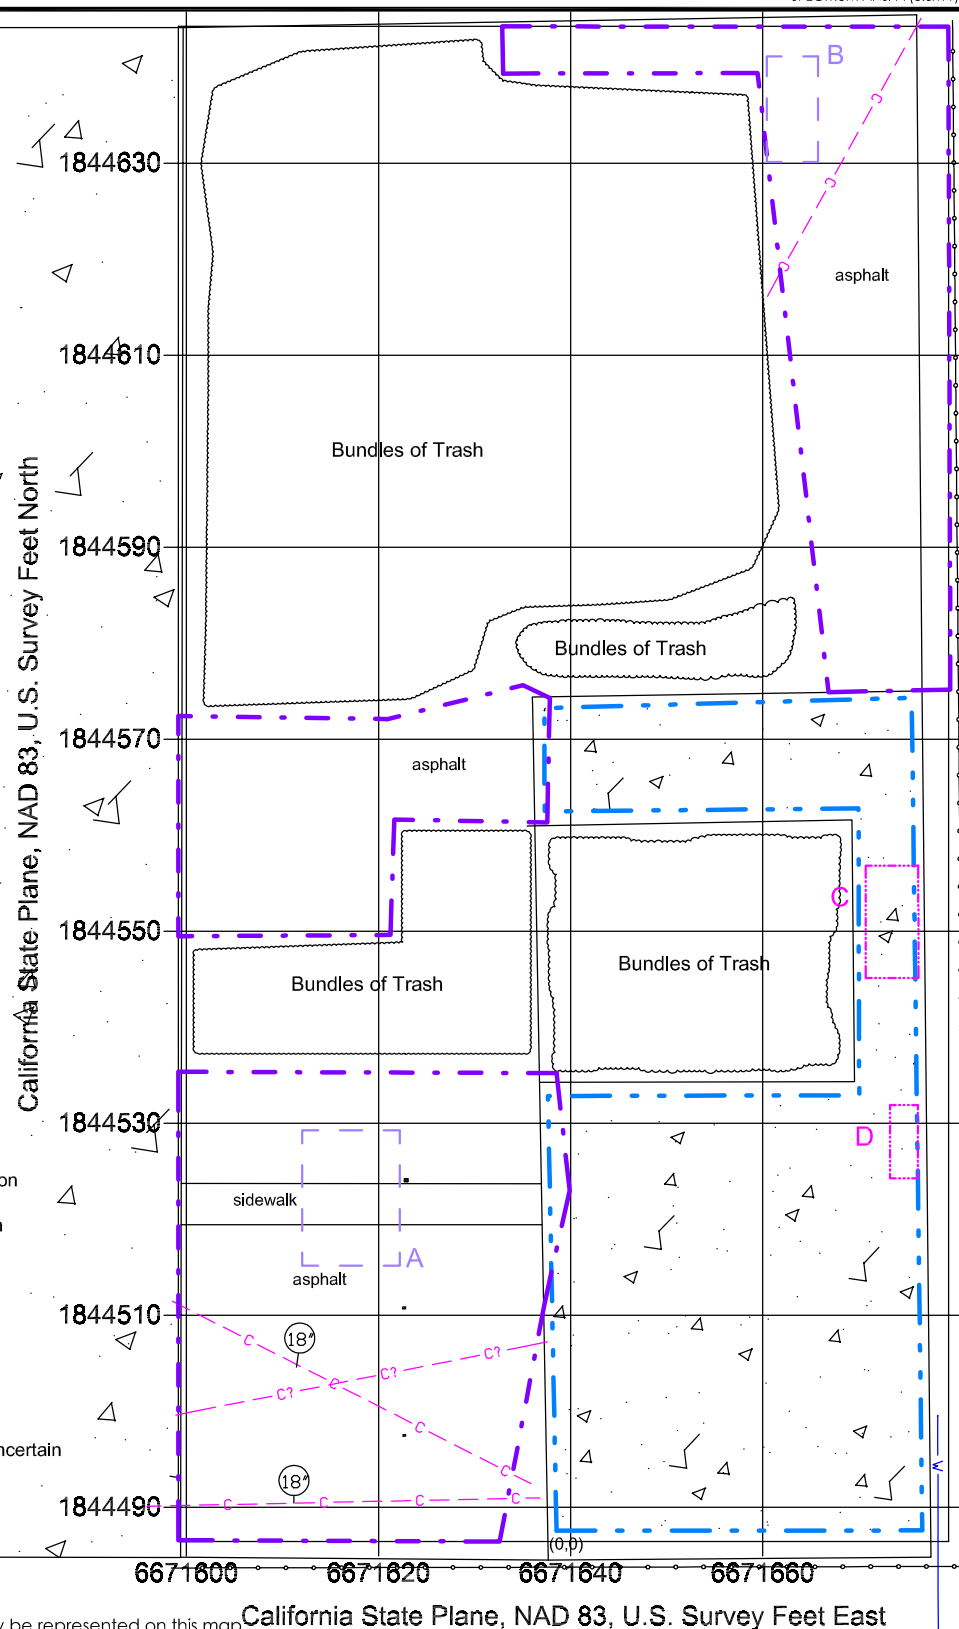 B
1844630
asphalt
1844610
Bundles of Trash
1844590
Bundles of Trash
1844570
asphalt
C
1844550
Bundles of Trash
Bundles of Trash
1844530
D
on
sidewalk
A
asphalt
1844510
18"
C?
C?
C?
ncertain
18"
1844490
W
(0,0)
6671600
6671620
6671640
6671660
California State Plane, NAD 83, U.S. Survey Feet North
California State Plane, NAD 83, U.S. Survey Feet East
y be represented on this map